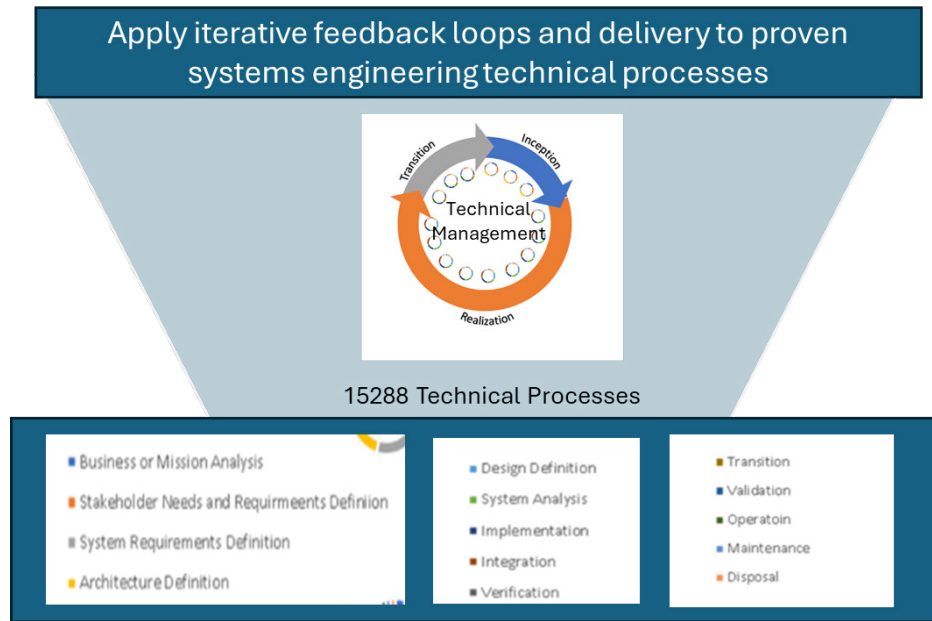 Apply iterative feedback loops and delivery to proven
systems engineering technical processes
Transition
Inception
Technical
Management
Realization
15288 Technical Processes
Business or Mission Analysis
Stakeholder Needs and Requirmeents Definiion
System Requirements Definition
Architecture Definition
Design Definition
System Analysis
Implementation
Integration
Verification
Transition
Validation
Operatoin
Maintenance
Disposal